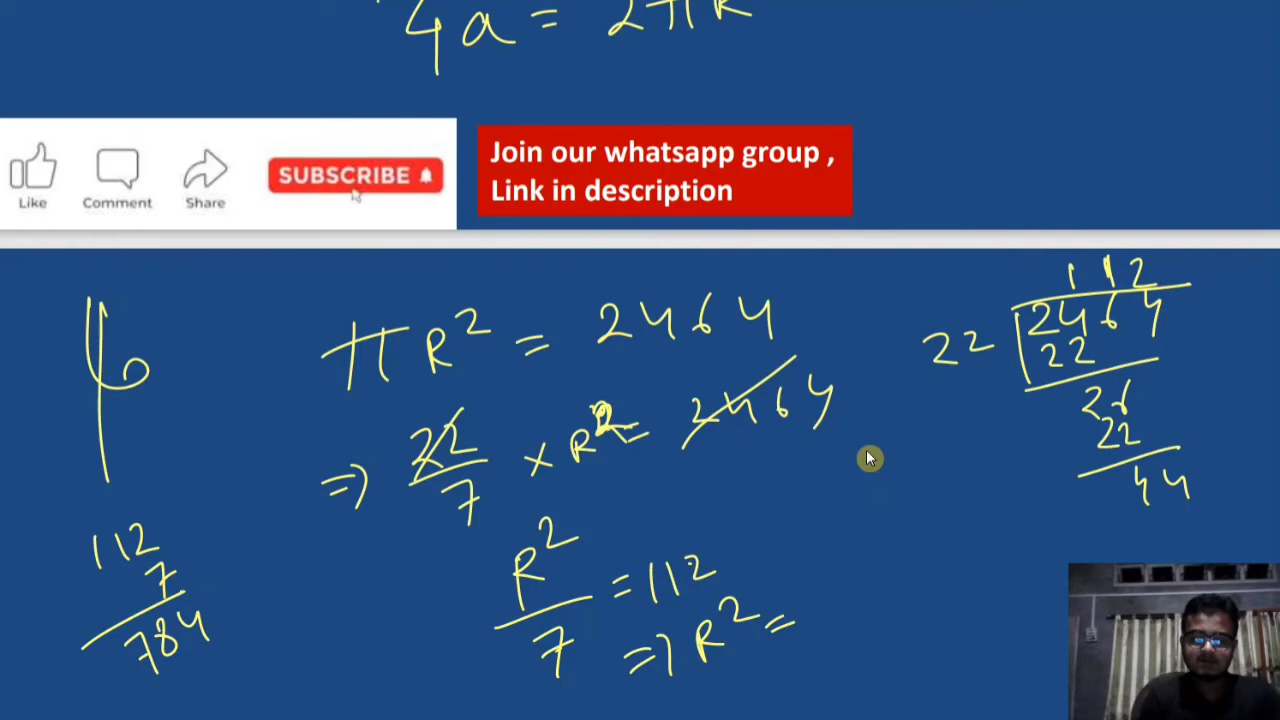 4a = 2πR
Like
Comment
Share
SUBSCRIBE
Join our whatsapp group ,
Link in description
πR² = 2464
⇒ 22/7 × R² = 2464
R²/7 = 112
⇒ R² =
112
7
784
112
22 2464
22
26
22
44